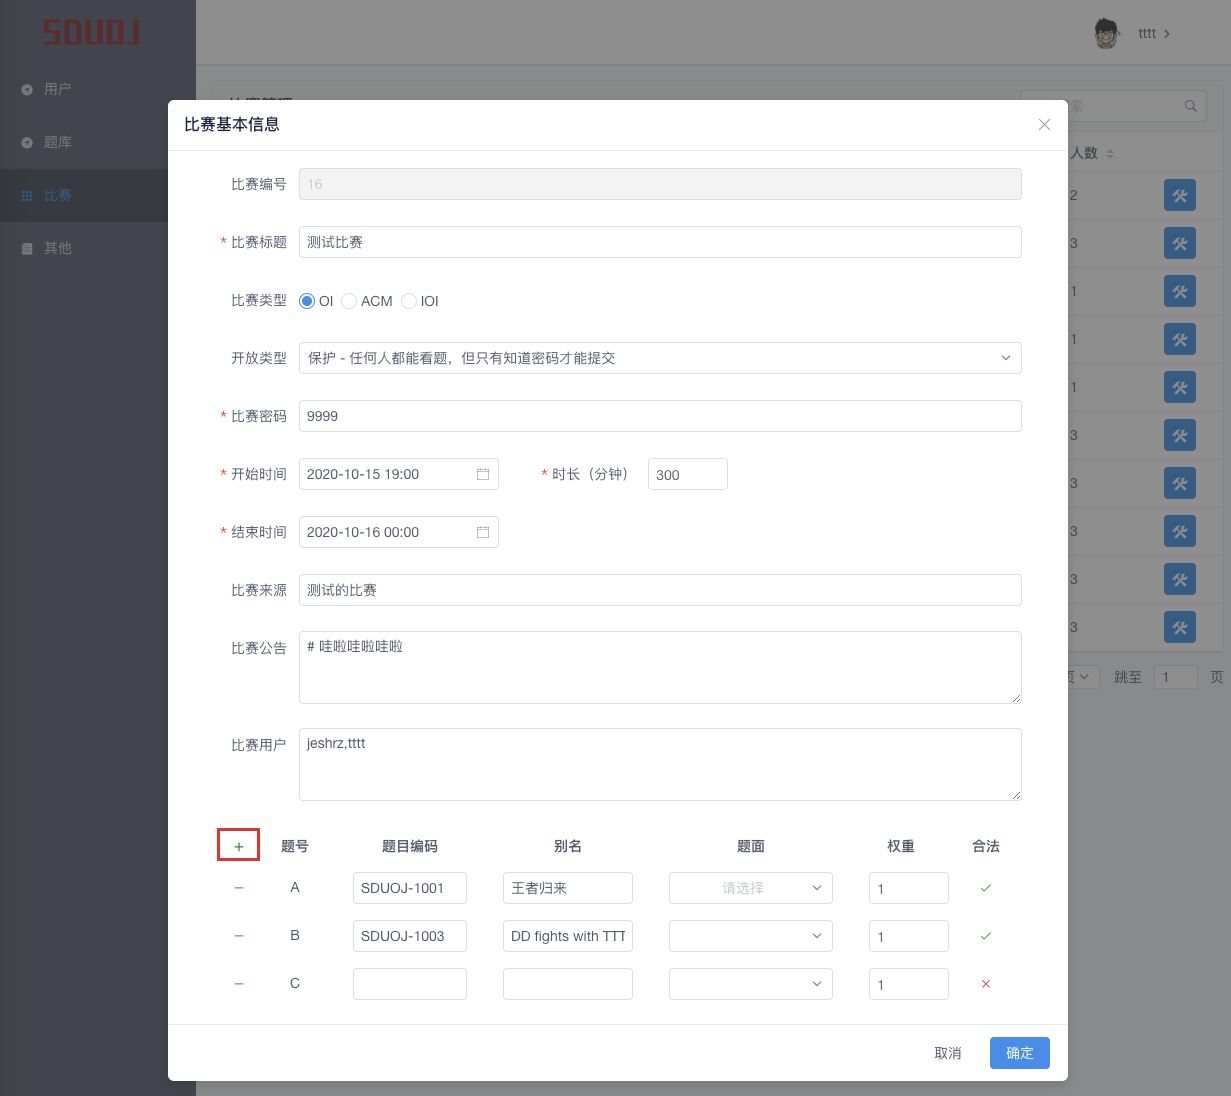 SDUOJ
tttt
用户
题库
比赛
其他
比赛管理
索
人数
2
3
1
1
1
3
3
3
3
3
页
跳至
1
页
比赛基本信息
比赛编号
16
* 比赛标题
测试比赛
比赛类型
OI ACM IOI
开放类型
保护 - 任何人都能看题，但只有知道密码才能提交
* 比赛密码
9999
* 开始时间
2020-10-15 19:00
* 时长（分钟）
300
* 结束时间
2020-10-16 00:00
比赛来源
测试的比赛
比赛公告
# 哇啦哇啦哇啦
比赛用户
jeshrz,tttt
+ 题号 题目编码 别名 题面 权重 合法
A SDUOJ-1001 王者归来 请选择 1
B SDUOJ-1003 DD fights with TTT 1
C 1
取消 确定